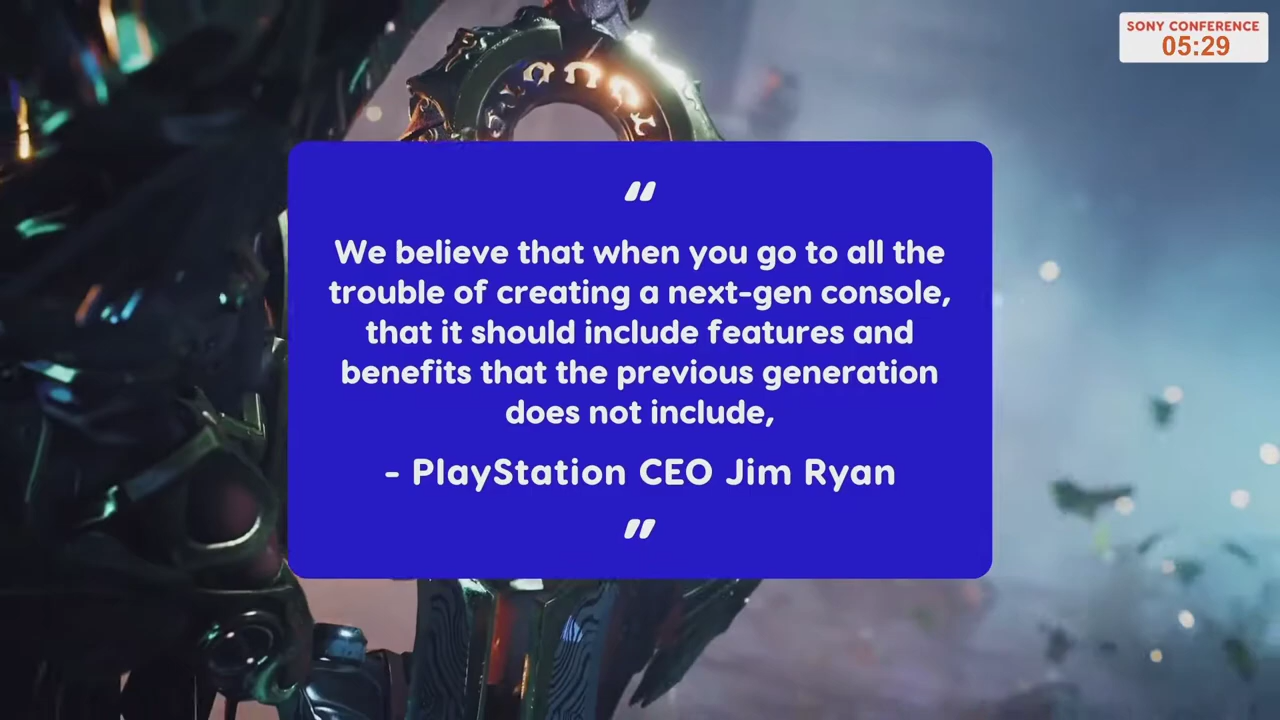 SONY CONFERENCE
05:29
“
We believe that when you go to all the
trouble of creating a next-gen console,
that it should include features and
benefits that the previous generation
does not include,
- PlayStation CEO Jim Ryan
”